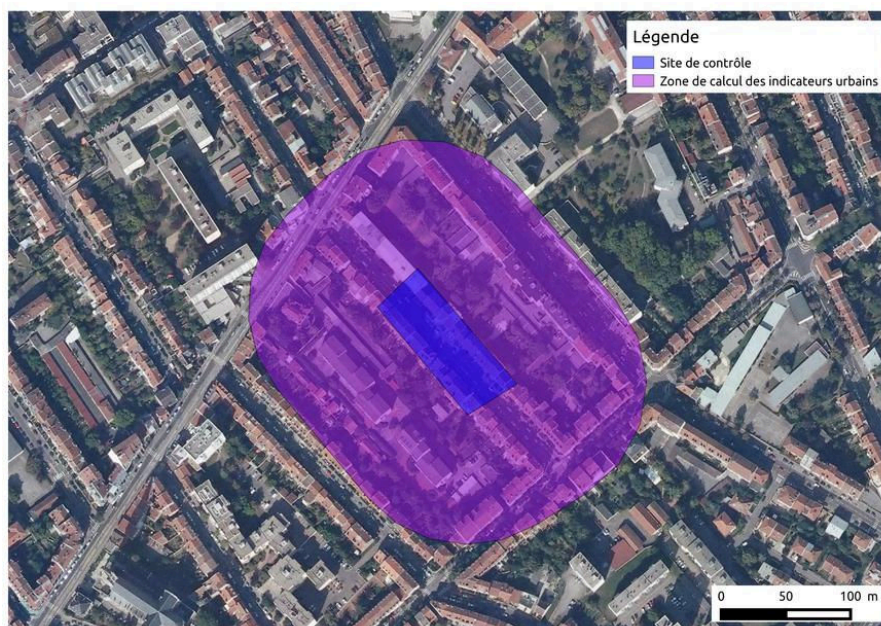 Légende
Site de contrôle
Zone de calcul des indicateurs urbains
0 50 100 m